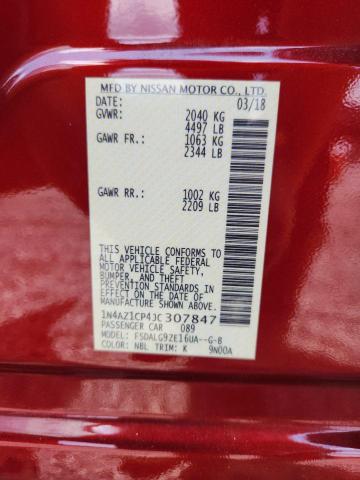 MFD BY NISSAN MOTOR CO., LTD.
DATE: 03/18
GVWR: 2040 KG
4497 LB
GAWR FR.: 1063 KG
2344 LB
GAWR RR.: 1002 KG
2209 LB
THIS VEHICLE CONFORMS TO
ALL APPLICABLE FEDERAL
MOTOR VEHICLE SAFETY,
BUMPER, AND THEFT
PREVENTION STANDARDS
IN EFFECT ON THE DATE OF
MANUFACTURE SHOWN ABOVE.
1N4AZ1CP4JC307847
PASSENGER CAR 089
MODEL: FSDALG9ZE16UA--G-8
COLOR: NBL TRIM: K 9N00A